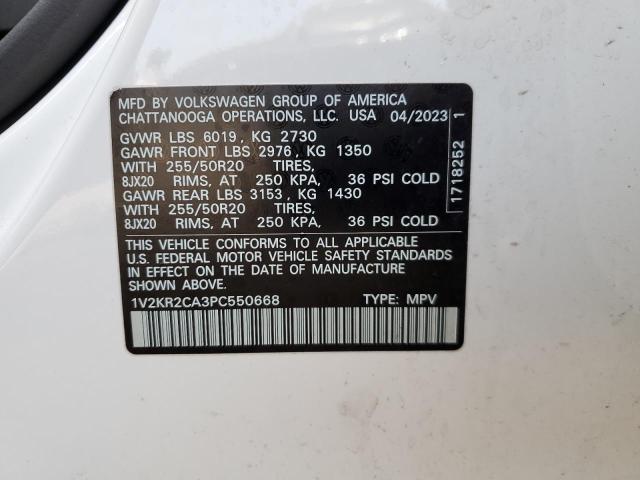 MFD BY VOLKSWAGEN GROUP OF AMERICA
CHATTANOOGA OPERATIONS, LLC. USA 04/2023
GVWR LBS 6019, KG 2730
GAWR FRONT LBS 2976, KG 1350
WITH 255/50R20 TIRES,
8JX20 RIMS, AT 250 KPA, 36 PSI COLD
GAWR REAR LBS 3153, KG 1430
WITH 255/50R20 TIRES,
8JX20 RIMS, AT 250 KPA, 36 PSI COLD
THIS VEHICLE CONFORMS TO ALL APPLICABLE
U.S. FEDERAL MOTOR VEHICLE SAFETY STANDARDS
IN EFFECT ON THE DATE OF MANUFACTURE
SHOWN ABOVE
1V2KR2CA3PC550668 TYPE: MPV
1718252 1